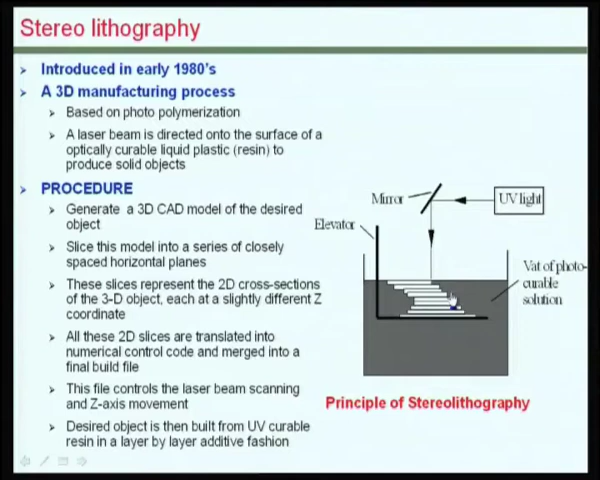 Stereo lithography
Introduced in early 1980's
A 3D manufacturing process
Based on photo polymerization
A laser beam is directed onto the surface of a
optically curable liquid plastic (resin) to
produce solid objects
PROCEDURE
Generate a 3D CAD model of the desired
object
Slice this model into a series of closely
spaced horizontal planes
These slices represent the 2D cross-sections
of the 3-D object, each at a slightly different Z
coordinate
All these 2D slices are translated into
numerical control code and merged into a
final build file
This file controls the laser beam scanning
and Z-axis movement
Desired object is then built from UV curable
resin in a layer by layer additive fashion
Mirror
UV light
Elevator
Vat of photo-
curable
solution
Principle of Stereolithography